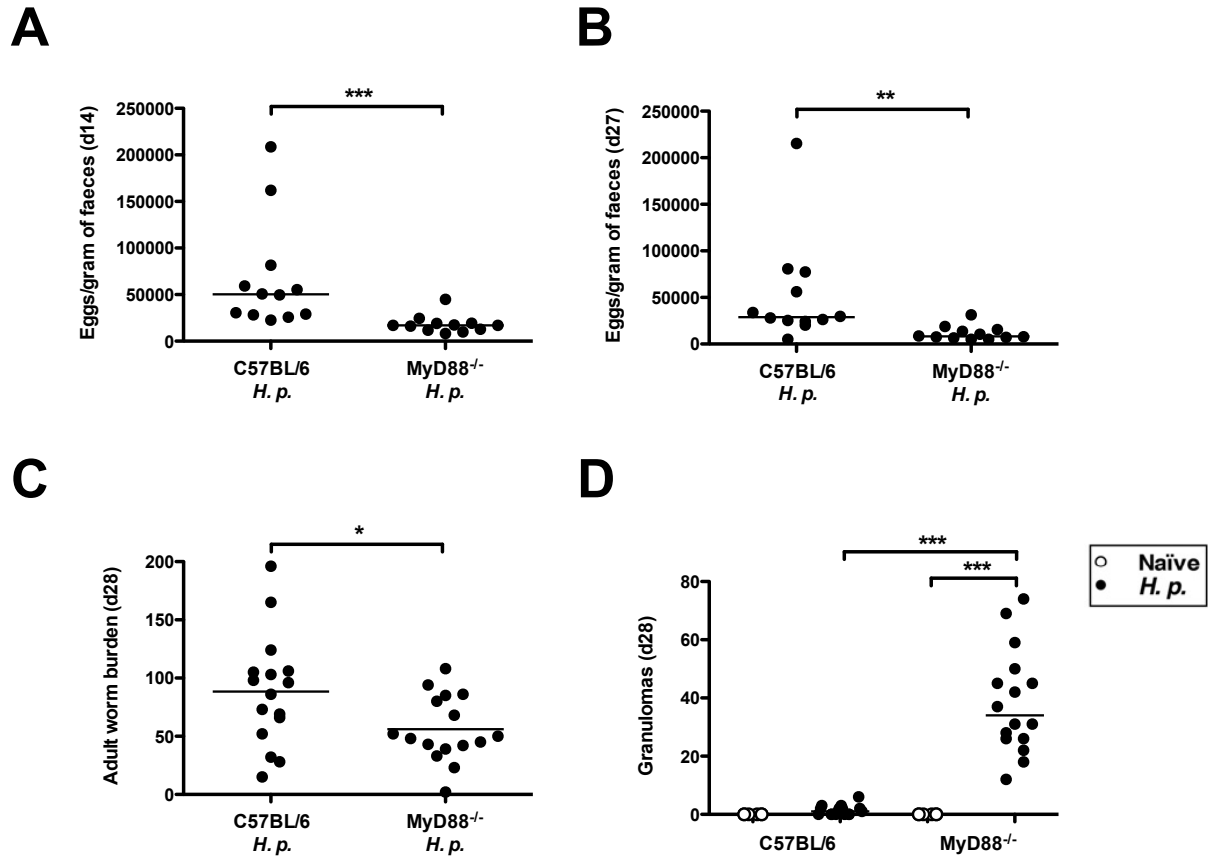 A
Eggs/gram of faeces (d14)
250000
200000
150000
100000
50000
0
***
C57BL/6
H. p.
MyD88-/-
H. p.
B
Eggs/gram of faeces (d27)
250000
200000
150000
100000
50000
0
**
C57BL/6
H. p.
MyD88-/-
H. p.
C
Adult worm burden (d28)
200
150
100
50
0
*
C57BL/6
H. p.
MyD88-/-
H. p.
D
Granulomas (d28)
80
60
40
20
0
***
***
C57BL/6
MyD88-/-
Naïve
H. p.